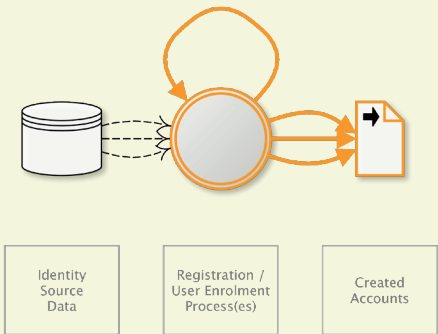 Identity
Source
Data
Registration /
User Enrolment
Process(es)
Created
Accounts